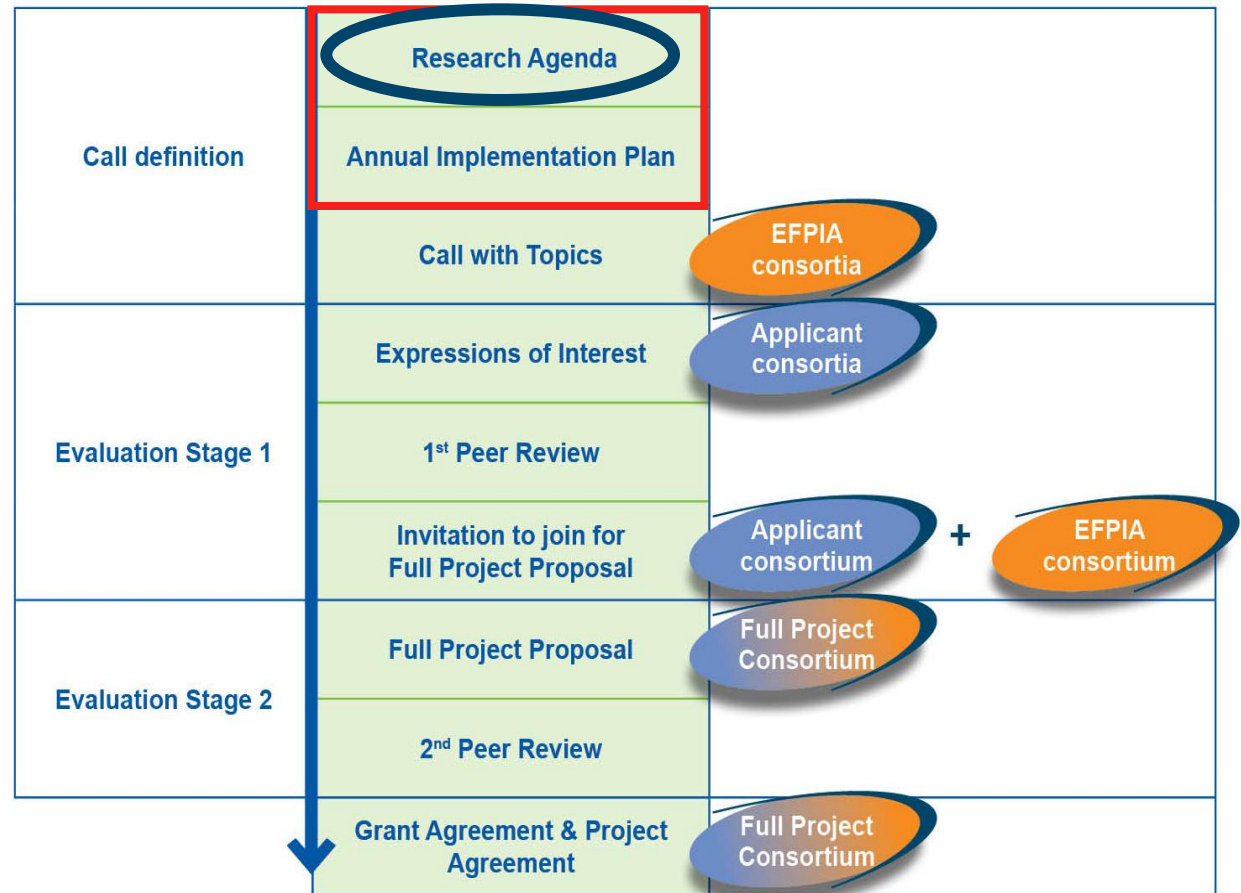 Research Agenda
Call definition
Annual Implementation Plan
Call with Topics
EFPIA
consortia
Expressions of Interest
Applicant
consortia
Evaluation Stage 1
1st Peer Review
Invitation to join for
Full Project Proposal
Applicant
consortium
+
EFPIA
consortium
Full Project Proposal
Full Project
Consortium
Evaluation Stage 2
2nd Peer Review
Grant Agreement & Project
Agreement
Full Project
Consortium